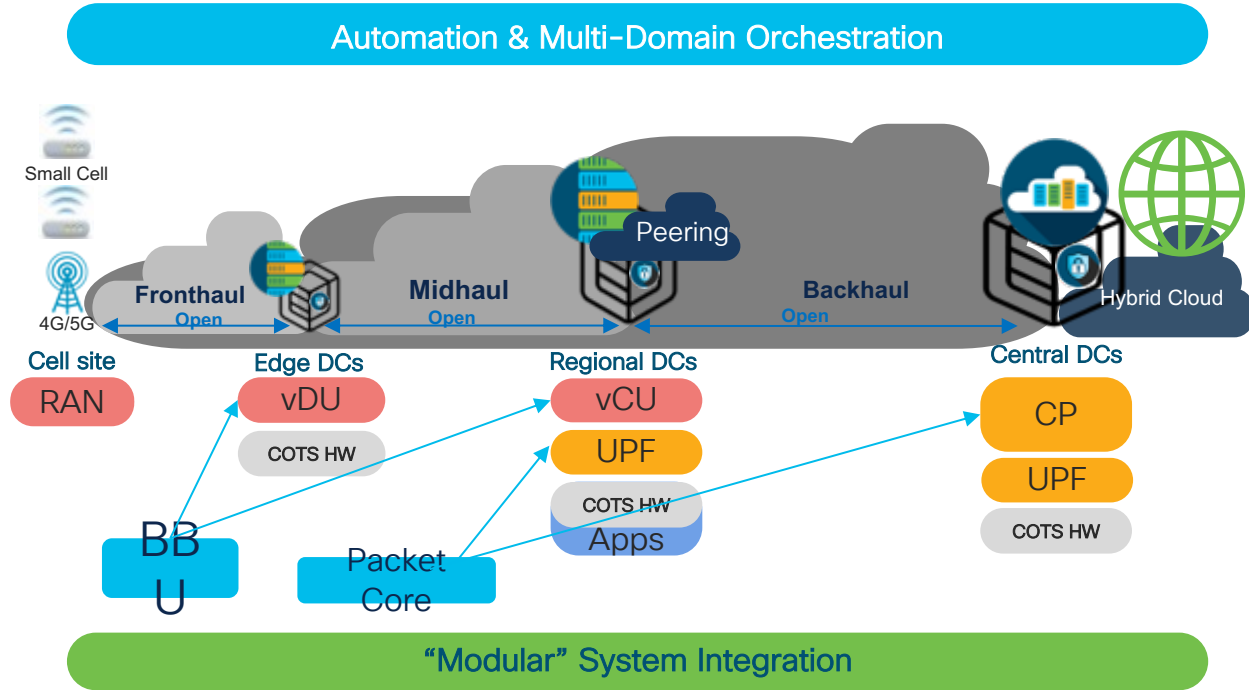 Automation & Multi-Domain Orchestration
Small Cell
4G/5G
Fronthaul
Open
Midhaul
Open
Peering
Backhaul
Open
Hybrid Cloud
Cell site
Edge DCs
Regional DCs
Central DCs
RAN
vDU
COTS HW
vCU
UPF
COTS HW
Apps
CP
UPF
COTS HW
BB
U
Packet
Core
“Modular” System Integration